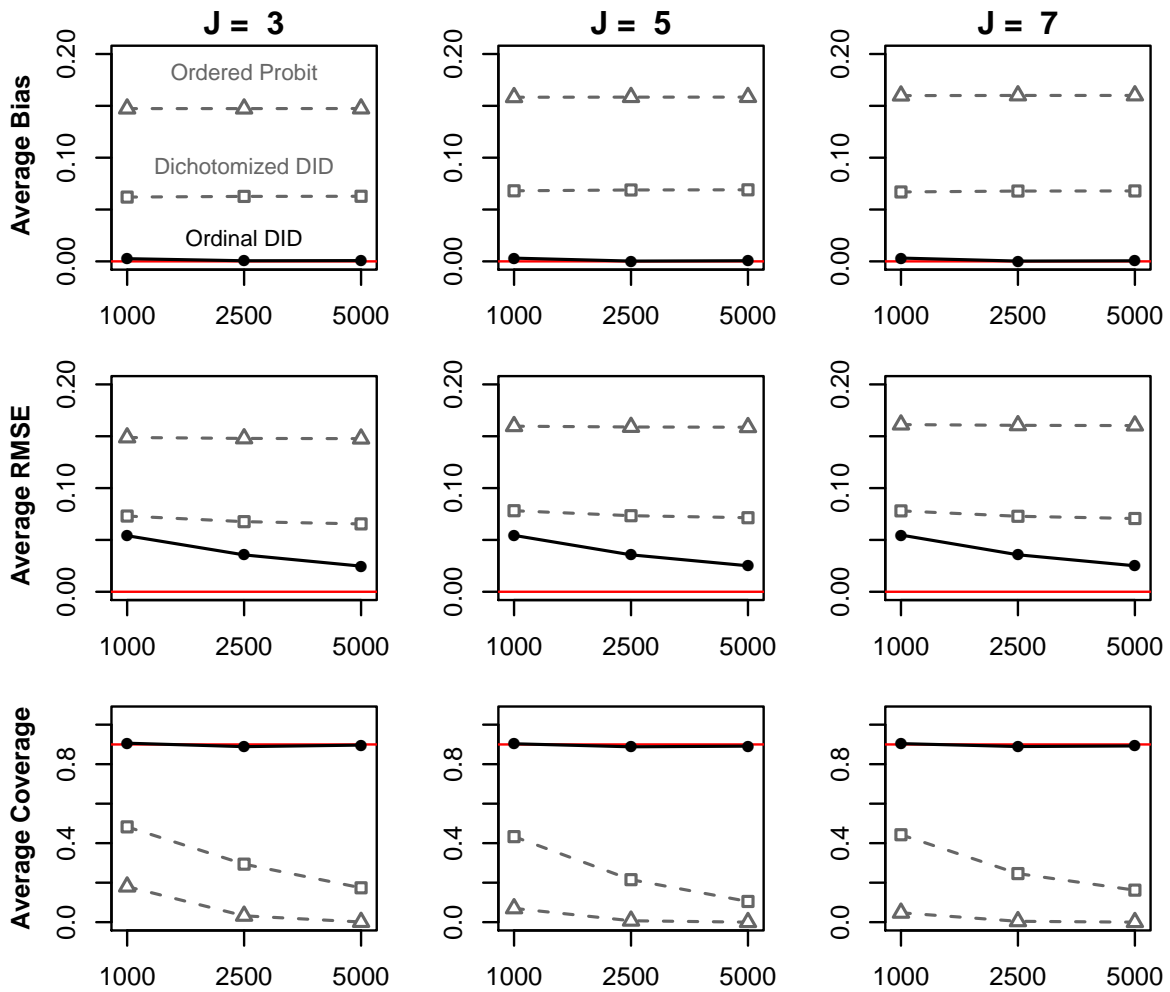 J = 3 J = 5 J = 7
Average Bias
0.00 0.10 0.20
Ordered Probit
Dichotomized DID
Ordinal DID
1000 2500 5000
0.00 0.10 0.20
1000 2500 5000
0.00 0.10 0.20
1000 2500 5000
Average RMSE
0.00 0.10 0.20
1000 2500 5000
0.00 0.10 0.20
1000 2500 5000
0.00 0.10 0.20
1000 2500 5000
Average Coverage
0.0 0.4 0.8
1000 2500 5000
0.0 0.4 0.8
1000 2500 5000
0.0 0.4 0.8
1000 2500 5000